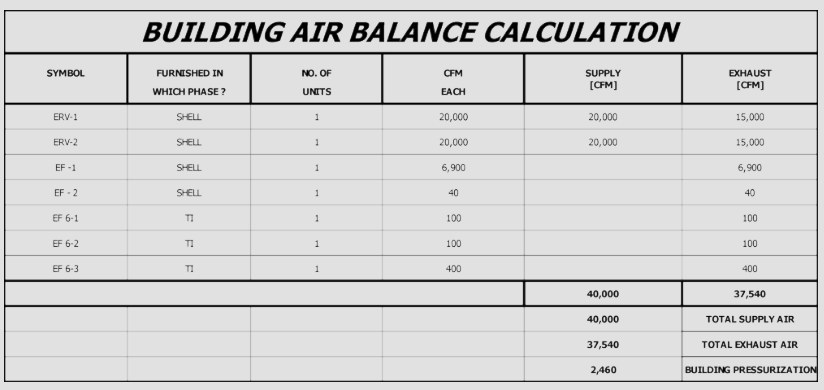 BUILDING AIR BALANCE CALCULATION
SYMBOL FURNISHED IN WHICH PHASE ? NO. OF UNITS CFM EACH SUPPLY [CFM] EXHAUST [CFM]
ERV-1 SHELL 1 20,000 20,000 15,000
ERV-2 SHELL 1 20,000 20,000 15,000
EF -1 SHELL 1 6,900 6,900
EF - 2 SHELL 1 40 40
EF 6-1 TI 1 100 100
EF 6-2 TI 1 100 100
EF 6-3 TI 1 400 400
40,000 37,540
40,000 TOTAL SUPPLY AIR
37,540 TOTAL EXHAUST AIR
2,460 BUILDING PRESSURIZATION